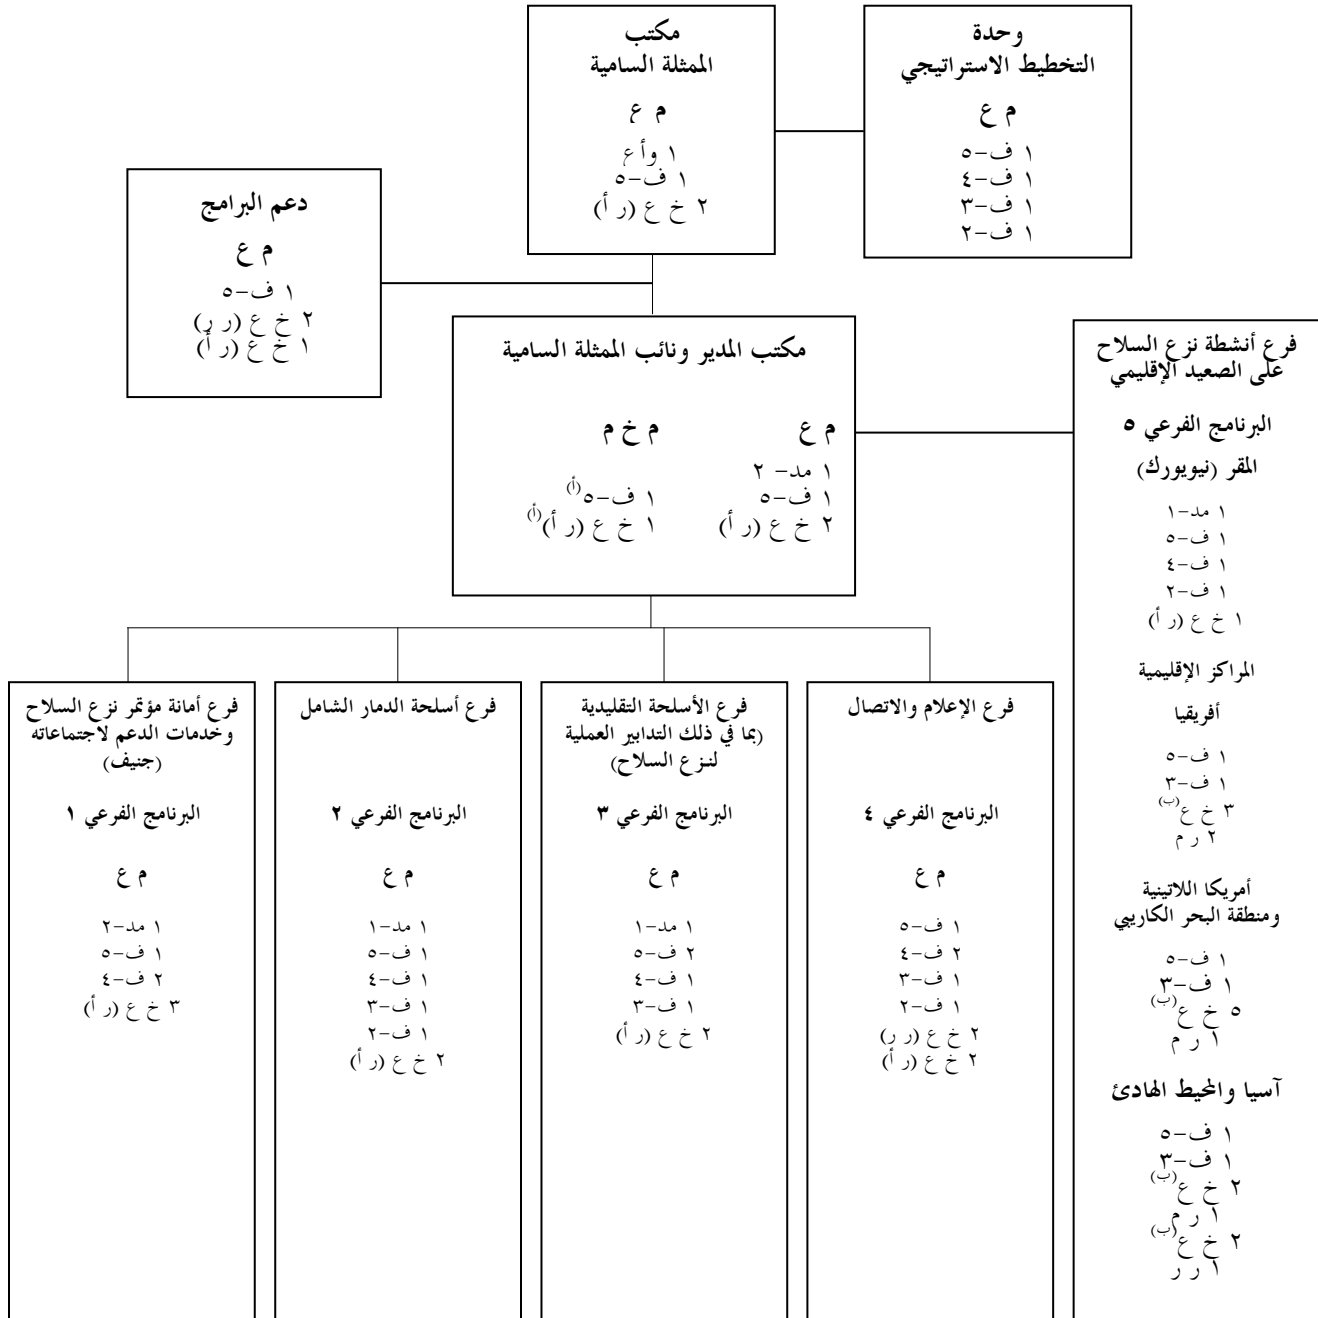 مكتب
الممثلة السامية
م ع
١ وأع
١ ف-٥
٢ خ ع (ر أ)
وحدة
التخطيط الاستراتيجي
م ع
١ ف-٥
١ ف-٤
١ ف-٣
١ ف-٢
دعم البرامج
م ع
١ ف-٥
٢ خ ع (ر ر)
١ خ ع (ر أ)
مكتب المدير ونائب الممثلة السامية
م ع
١ مد- ٢
١ ف-٥
٢ خ ع (ر أ)
م خ م
١ ف-٥(أ)
١ خ ع (ر أ)(أ)
فرع أنشطة نزع السلاح
على الصعيد الإقليمي
البرنامج الفرعي ٥
المقر (نيويورك)
١ مد-١
١ ف-٥
١ ف-٤
١ ف-٢
١ خ ع (ر أ)
المراكز الإقليمية
أفريقيا
١ ف-٥
١ ف-٣
٣ خ ع(ب)
٢ ر م
أمريكا اللاتينية
ومنطقة البحر الكاريبي
١ ف-٥
١ ف-٣
٥ خ ع(ب)
١ ر م
آسيا والمحيط الهادئ
١ ف-٥
١ ف-٣
٢ خ ع(ب)
١ ر م
٢ خ ع(ب)
١ ر ر
فرع الإعلام والاتصال
البرنامج الفرعي ٤
م ع
١ ف-٥
٢ ف-٤
١ ف-٣
١ ف-٢
٢ خ ع (ر ر)
٢ خ ع (ر أ)
فرع الأسلحة التقليدية
(بما في ذلك التدابير العملية
لنـزع السلاح)
البرنامج الفرعي ٣
م ع
١ مد-١
٢ ف-٥
١ ف-٤
١ ف-٣
٢ خ ع (ر أ)
فرع أسلحة الدمار الشامل
البرنامج الفرعي ٢
م ع
١ مد-١
١ ف-٥
١ ف-٤
١ ف-٣
١ ف-٢
٢ خ ع (ر أ)
فرع أمانة مؤتمر نزع السلاح
وخدمات الدعم لاجتماعاته
(جنيف)
البرنامج الفرعي ١
م ع
١ مد-٢
١ ف-٥
٢ ف-٤
٣ خ ع (ر أ)